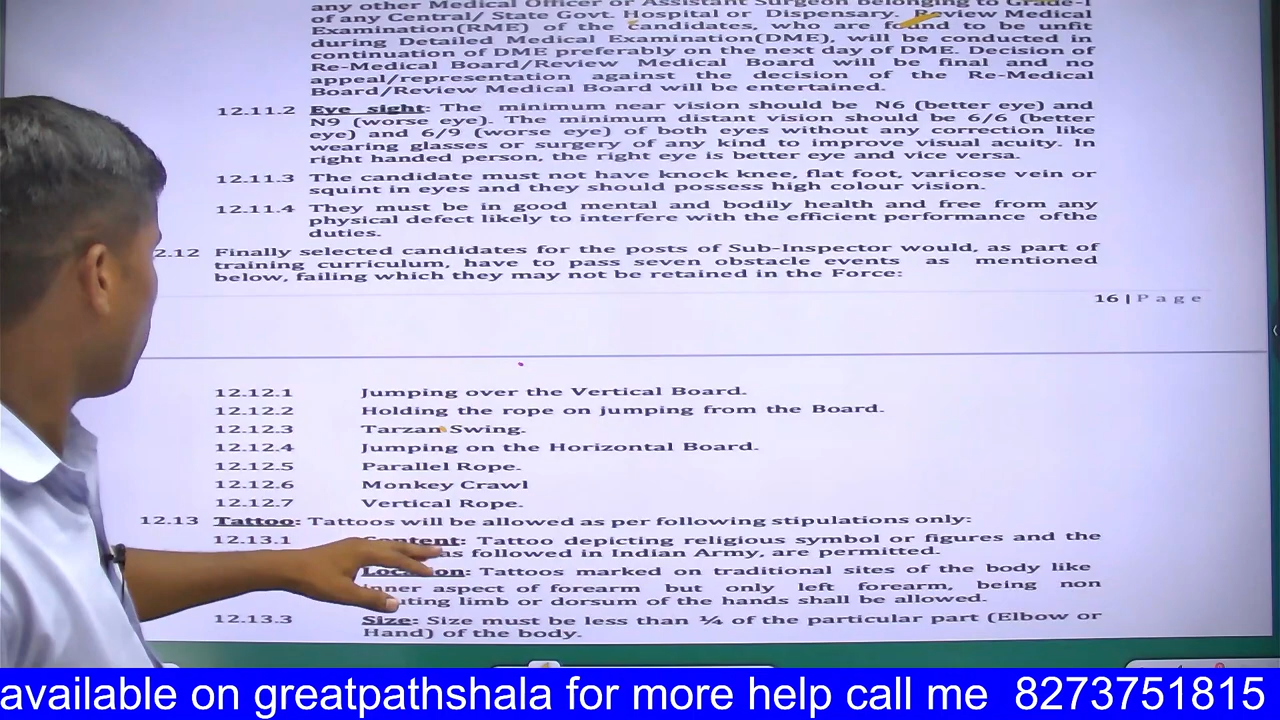 any other Medical Officer or Assistant Surgeon belonging to Grade-I
of any Central/ State Govt. Hospital or Dispensary. Review Medical
Examination(RME) of the candidates, who are found to be unfit
during Detailed Medical Examination(DME), will be conducted in
continuation of DME preferably on the next day of DME. Decision of
Re-Medical Board/Review Medical Board will be final and no
appeal/representation against the decision of the Re-Medical
Board/Review Medical Board will be entertained.
12.11.2 Eye sight: The minimum near vision should be N6 (better eye) and
N9 (worse eye). The minimum distant vision should be 6/6 (better
eye) and 6/9 (worse eye) of both eyes without any correction like
wearing glasses or surgery of any kind to improve visual acuity. In
right handed person, the right eye is better eye and vice versa.
12.11.3 The candidate must not have knock knee, flat foot, varicose vein or
squint in eyes and they should possess high colour vision.
12.11.4 They must be in good mental and bodily health and free from any
physical defect likely to interfere with the efficient performance ofthe
duties.
2.12 Finally selected candidates for the posts of Sub-Inspector would, as part of
training curriculum, have to pass seven obstacle events as mentioned
below, failing which they may not be retained in the Force:
16 | Page
12.12.1 Jumping over the Vertical Board.
12.12.2 Holding the rope on jumping from the Board.
12.12.3 Tarzan Swing.
12.12.4 Jumping on the Horizontal Board.
12.12.5 Parallel Rope.
12.12.6 Monkey Crawl
12.12.7 Vertical Rope.
12.13 Tattoo: Tattoos will be allowed as per following stipulations only:
12.13.1 Content: Tattoo depicting religious symbol or figures and the
as followed in Indian Army, are permitted.
Location: Tattoos marked on traditional sites of the body like
inner aspect of forearm but only left forearm, being non
limb or dorsum of the hands shall be allowed.
12.13.3 Size: Size must be less than ¼ of the particular part (Elbow or
Hand) of the body.
available on greatpathshala for more help call me 8273751815